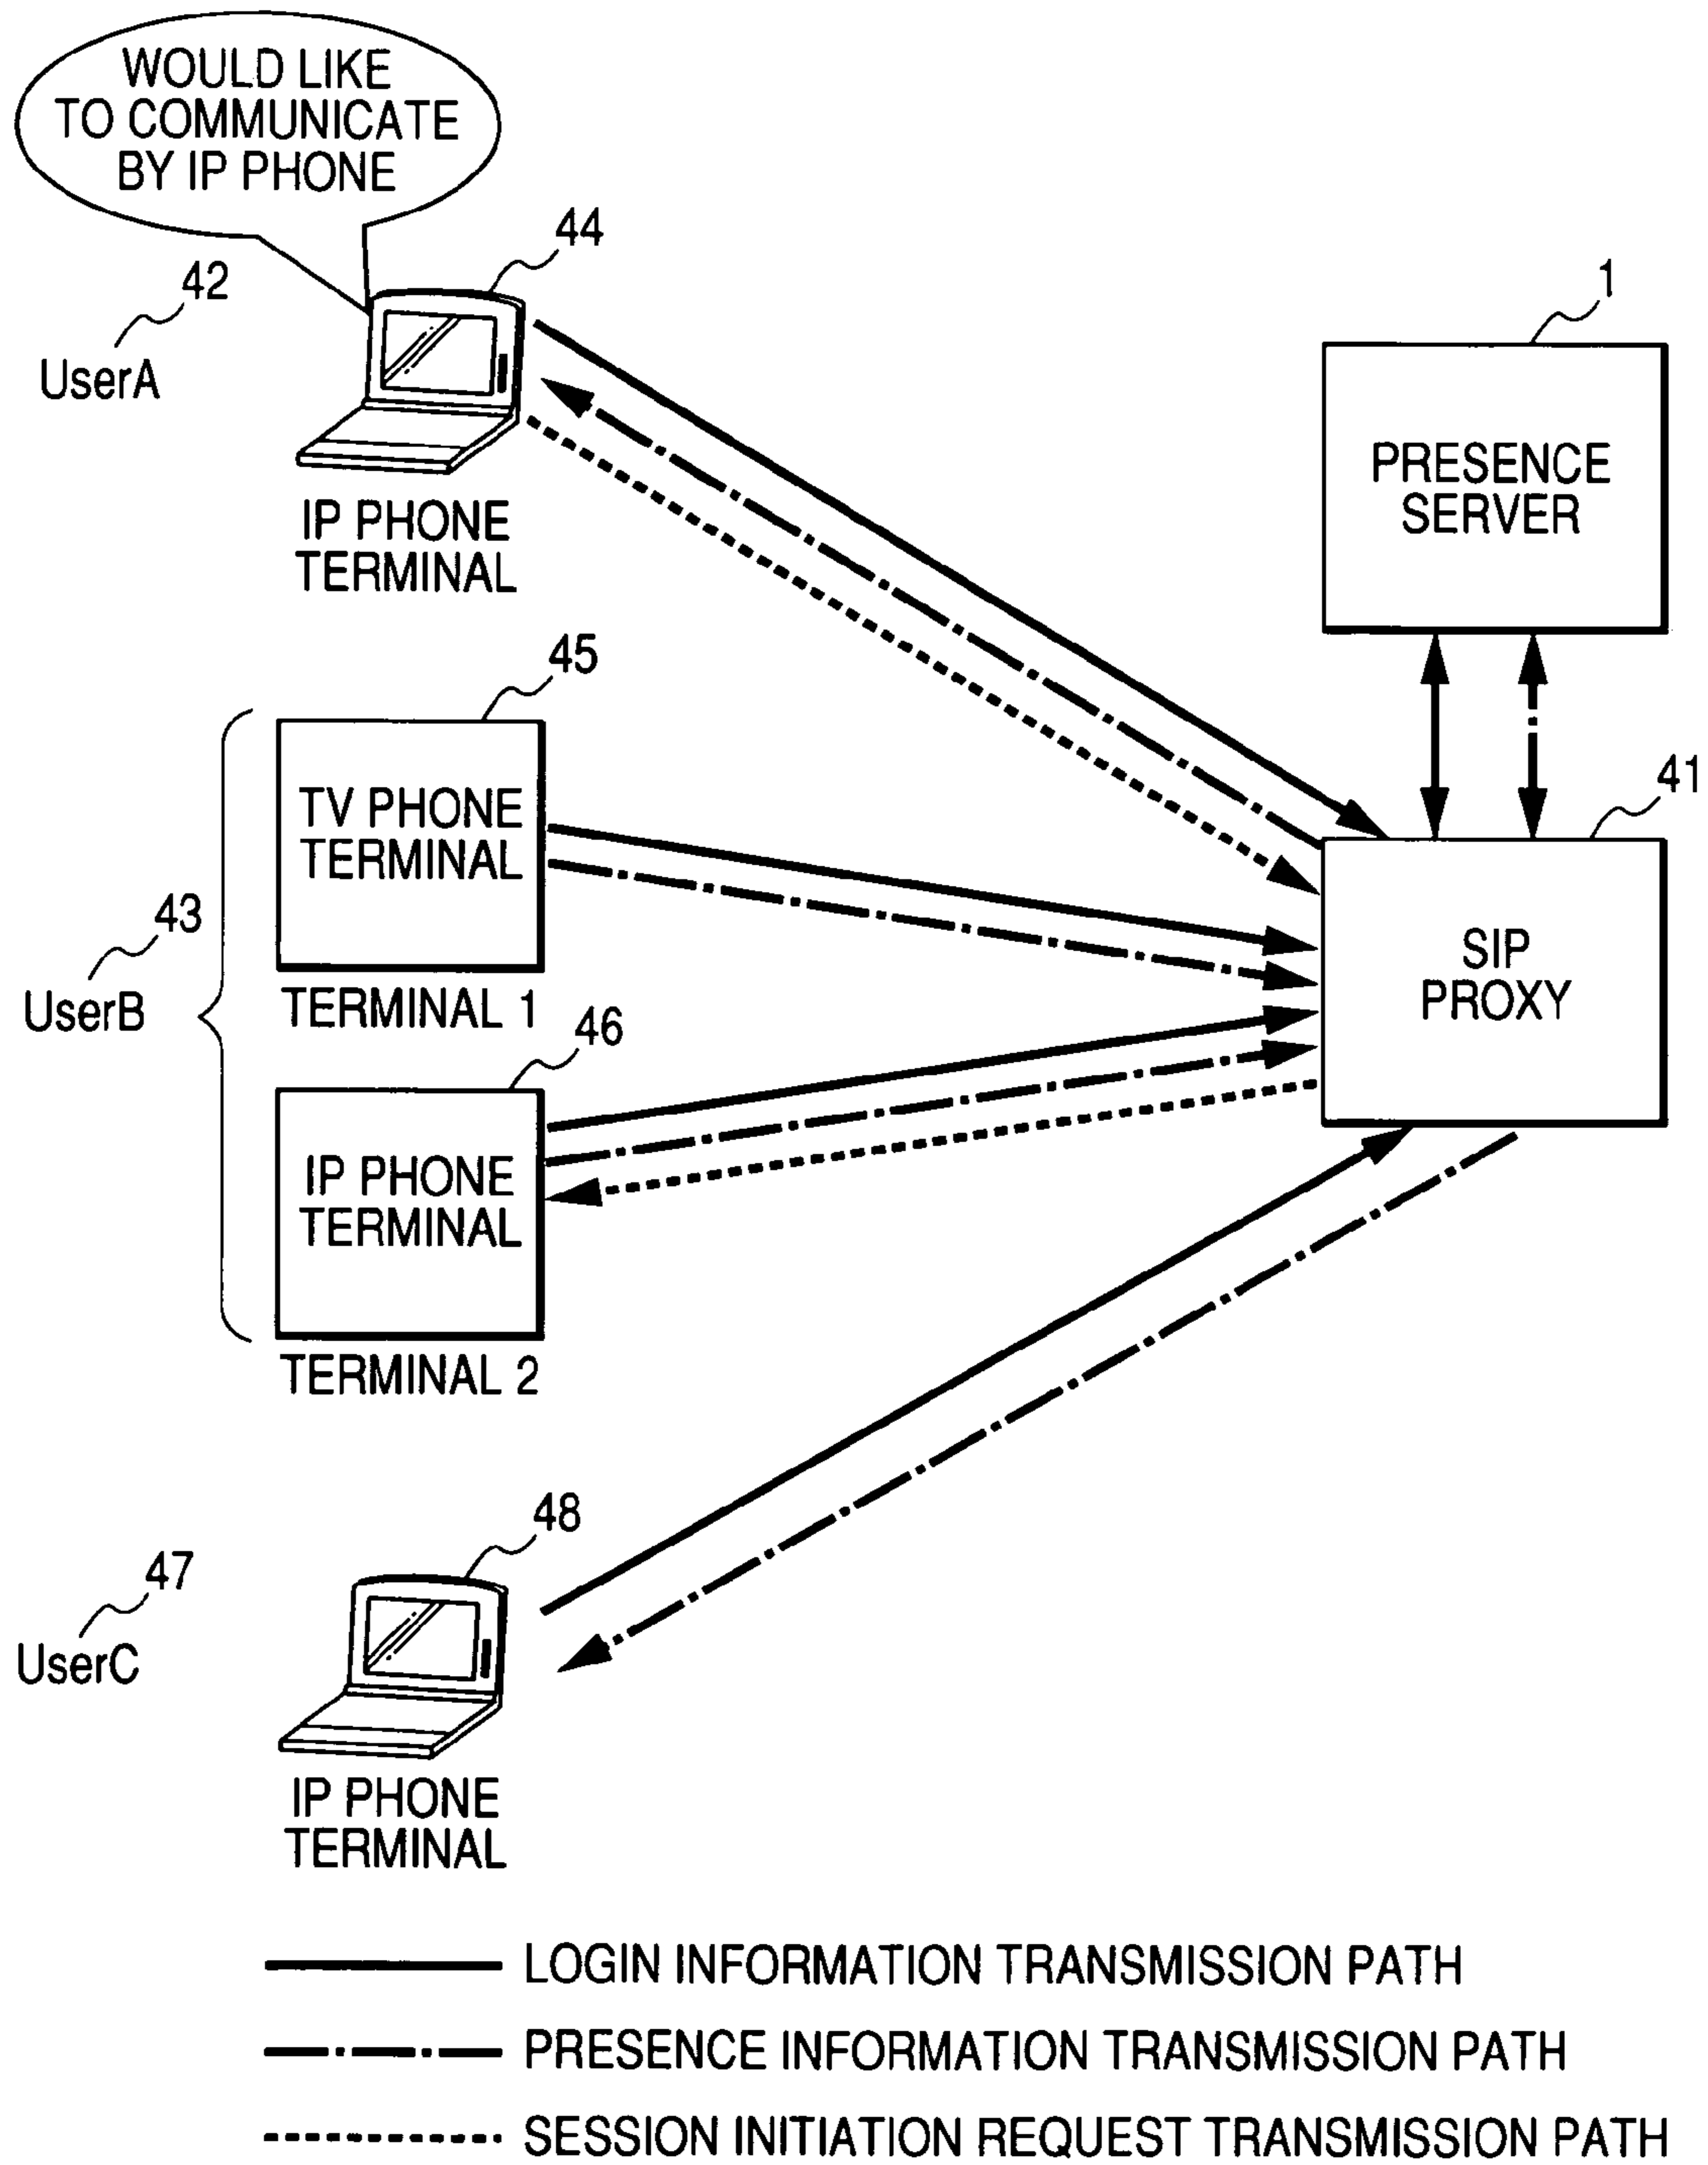 WOULD LIKE
TO COMMUNICATE
BY IP PHONE
44
42
UserA
IP PHONE
TERMINAL
1
PRESENCE
SERVER
45
TV PHONE
TERMINAL
TERMINAL 1
43
UserB
41
SIP
PROXY
46
IP PHONE
TERMINAL
TERMINAL 2
48
47
UserC
IP PHONE
TERMINAL
LOGIN INFORMATION TRANSMISSION PATH
PRESENCE INFORMATION TRANSMISSION PATH
SESSION INITIATION REQUEST TRANSMISSION PATH